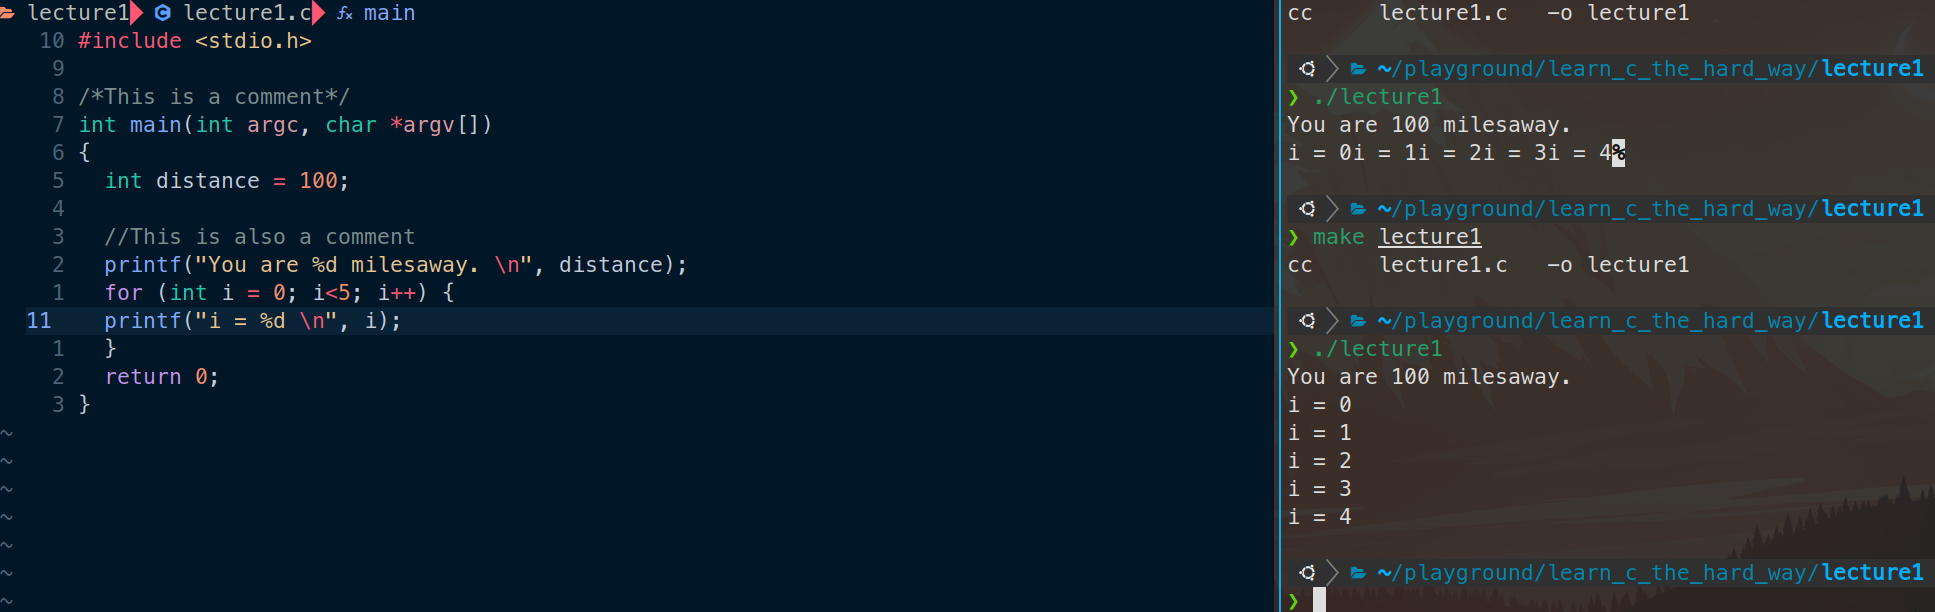 lecture1 lecture1.c main
10 #include <stdio.h>
9
8 /*This is a comment*/
7 int main(int argc, char *argv[])
6 {
5   int distance = 100;
4
3   //This is also a comment
2   printf("You are %d milesaway. \n", distance);
1   for (int i = 0; i<5; i++) {
11   printf("i = %d \n", i);
1   }
2   return 0;
3 }
~
~
~
~
~
~
~
cc     lecture1.c   -o lecture1
~/playground/learn_c_the_hard_way/lecture1
❯ ./lecture1
You are 100 milesaway.
i = 0i = 1i = 2i = 3i = 4%
~/playground/learn_c_the_hard_way/lecture1
❯ make lecture1
cc     lecture1.c   -o lecture1
~/playground/learn_c_the_hard_way/lecture1
❯ ./lecture1
You are 100 milesaway.
i = 0
i = 1
i = 2
i = 3
i = 4
~/playground/learn_c_the_hard_way/lecture1
❯